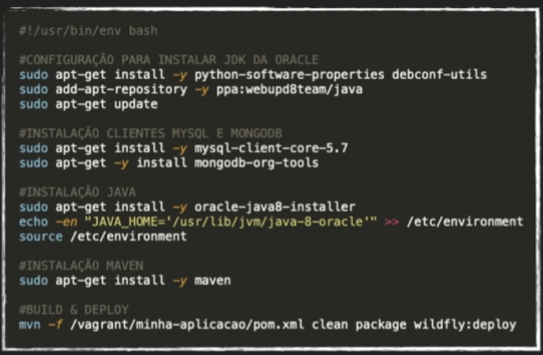 #!/usr/bin/env bash
#CONFIGURAÇÃO PARA INSTALAR JDK DA ORACLE
sudo apt-get install -y python-software-properties debconf-utils
sudo add-apt-repository -y ppa:webupd8team/java
sudo apt-get update
#INSTALAÇÃO CLIENTES MYSQL E MONGODB
sudo apt-get install -y mysql-client-core-5.7
sudo apt-get -y install mongodb-org-tools
#INSTALAÇÃO JAVA
sudo apt-get install -y oracle-java8-installer
echo -en "JAVA_HOME='/usr/lib/jvm/java-8-oracle'" >> /etc/environment
source /etc/environment
#INSTALAÇÃO MAVEN
sudo apt-get install -y maven
#BUILD & DEPLOY
mvn -f /vagrant/minha-aplicacao/pom.xml clean package wildfly:deploy